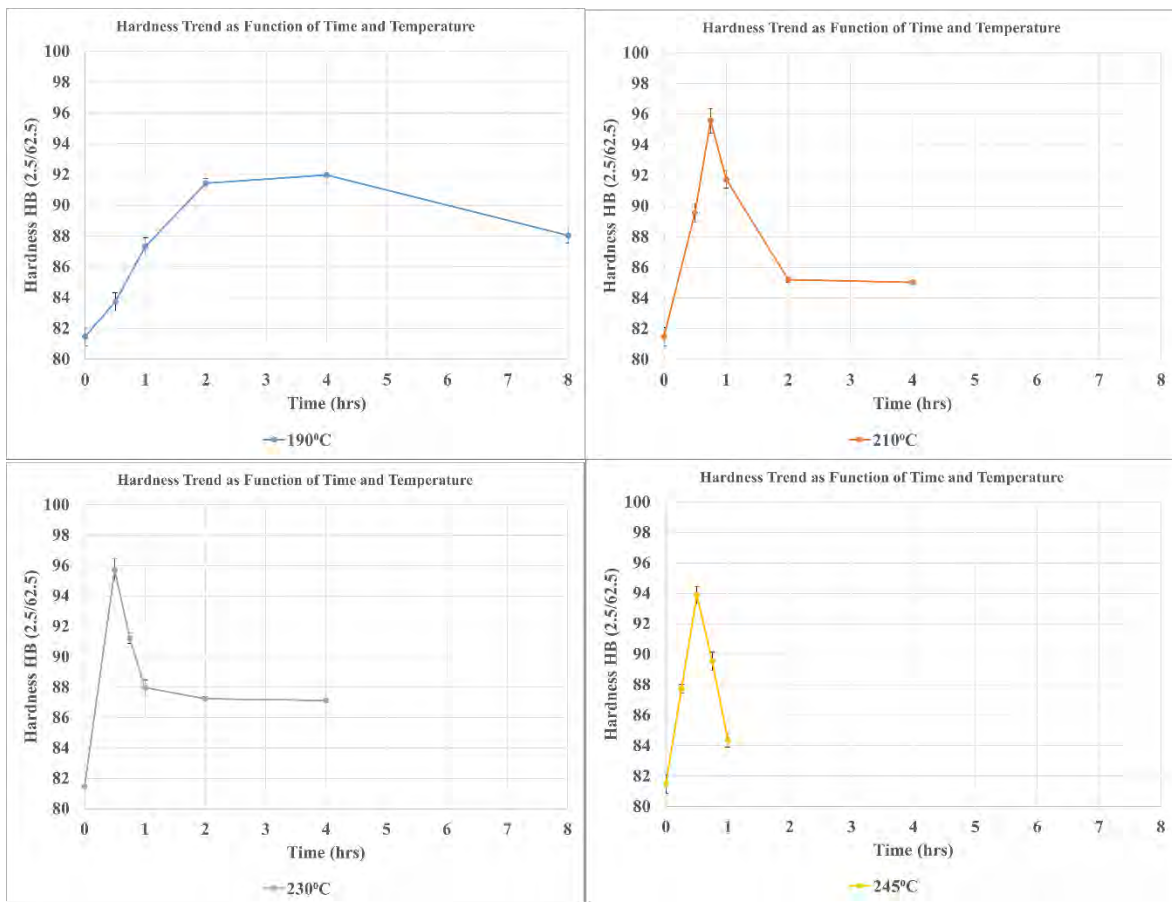 Hardness Trend as Function of Time and Temperature
Hardness HB (2.5/62.5)
100
98
96
94
92
90
88
86
84
82
80
0 1 2 3 4 5 6 7 8
Time (hrs)
190⁰C
Hardness Trend as Function of Time and Temperature
Hardness HB (2.5/62.5)
100
98
96
94
92
90
88
86
84
82
80
0 1 2 3 4 5 6 7 8
Time (hrs)
210⁰C
Hardness Trend as Function of Time and Temperature
Hardness HB (2.5/62.5)
100
98
96
94
92
90
88
86
84
82
80
0 1 2 3 4 5 6 7 8
Time (hrs)
230⁰C
Hardness Trend as Function of Time and Temperature
Hardness HB (2.5/62.5)
100
98
96
94
92
90
88
86
84
82
80
0 1 2 3 4 5 6 7 8
Time (hrs)
245⁰C